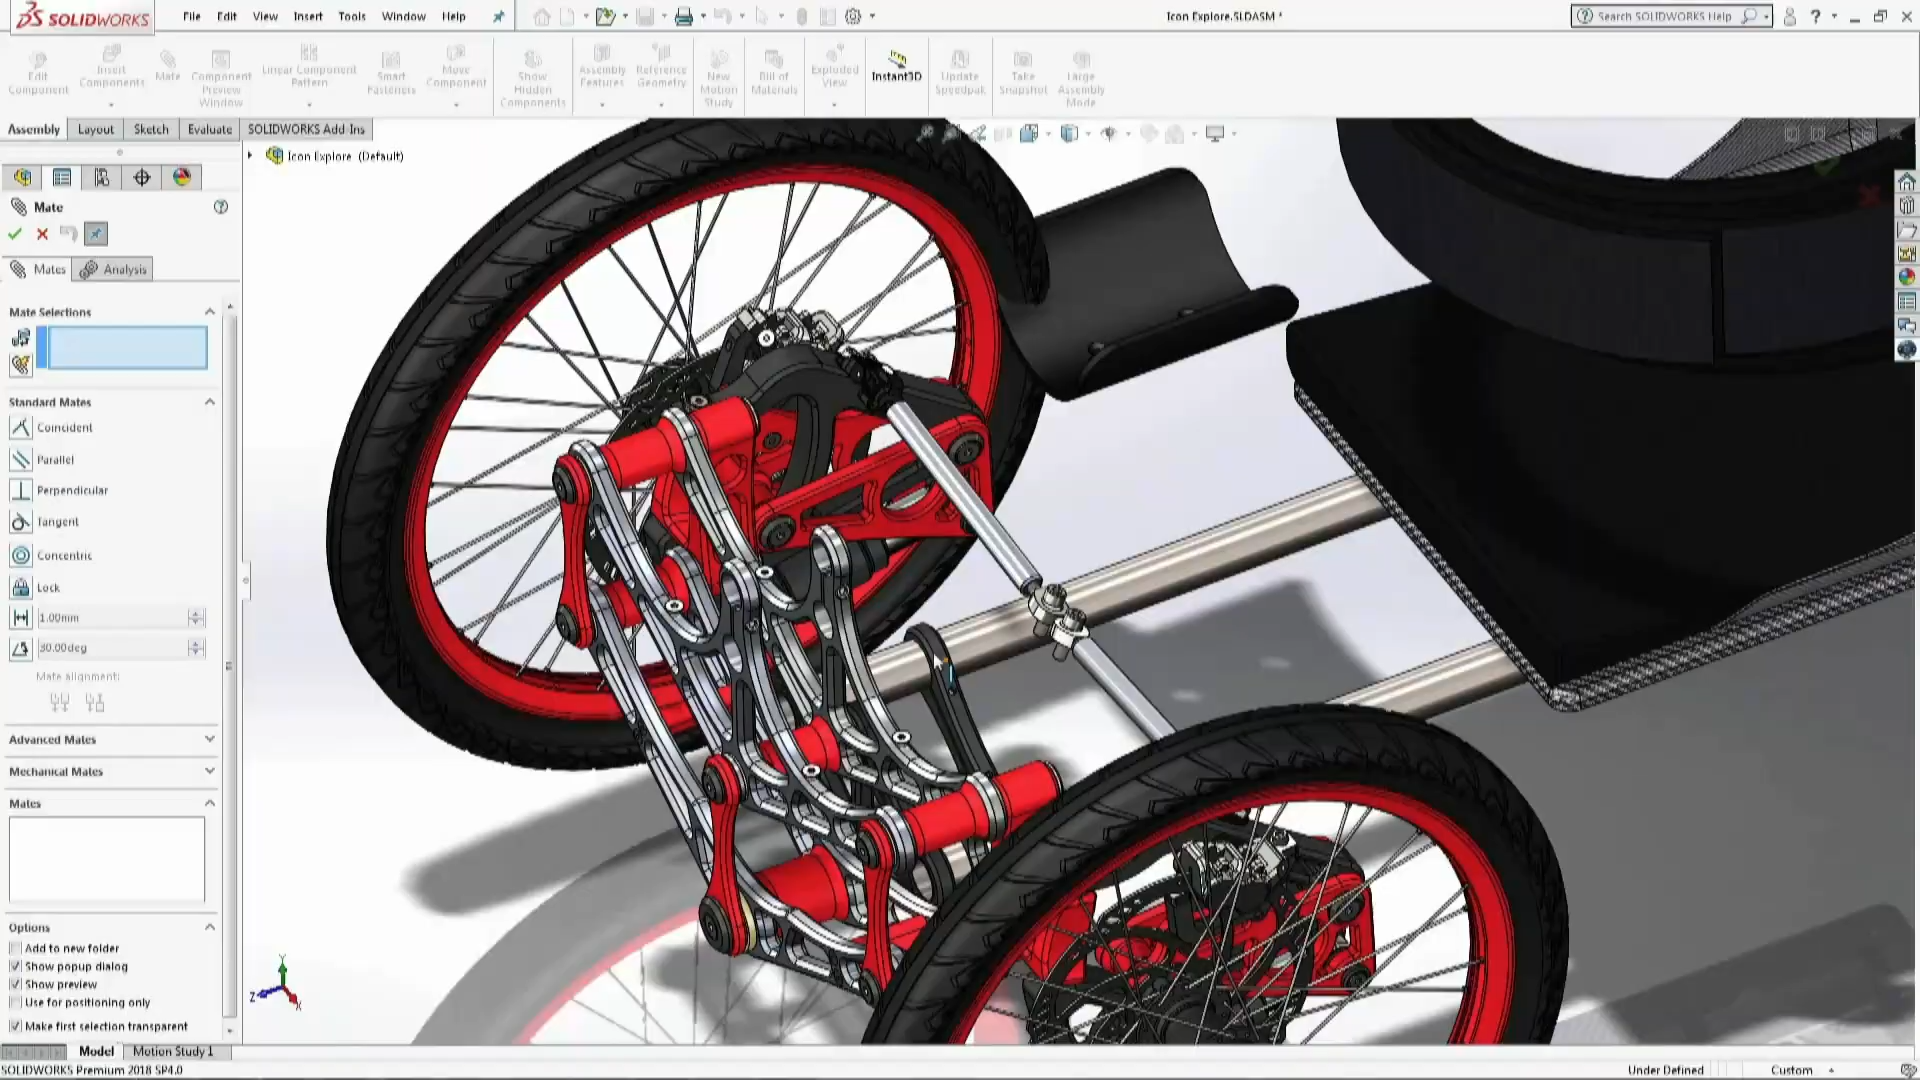 SOLIDWORKS
File Edit View Insert Tools Window Help
Icon Explore.SLDASM *
Search SOLIDWORKS Help
Edit Component
Insert Components
Mate
Component Preview Window
Linear Component Pattern
Smart Fasteners
Move Component
Show Hidden Components
Assembly Features
Reference Geometry
New Motion Study
Bill of Materials
Exploded View
Instant3D
Update Speedpak
Take Snapshot
Large Assembly Mode
Assembly Layout Sketch Evaluate SOLIDWORKS Add-Ins
Icon Explore (Default)
Mate
Mates Analysis
Mate Selections
Standard Mates
Coincident
Parallel
Perpendicular
Tangent
Concentric
Lock
1.00mm
30.00deg
Mate alignment:
Advanced Mates
Mechanical Mates
Mates
Options
Add to new folder
Show popup dialog
Show preview
Use for positioning only
Make first selection transparent
Y
Z
X
Model Motion Study 1
SOLIDWORKS Premium 2018 SP4.0
Under Defined
Custom